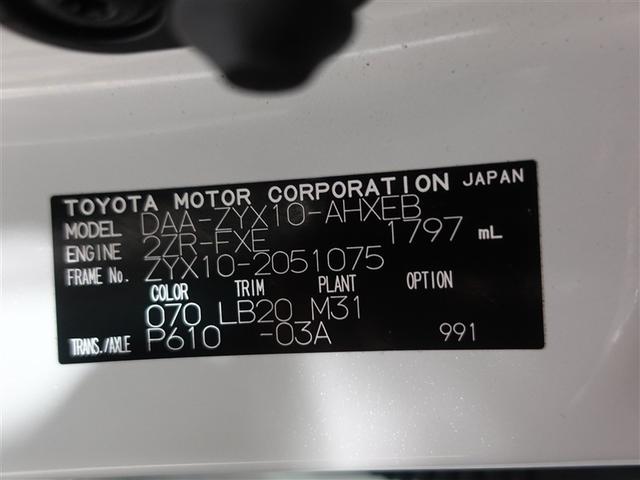 TOYOTA MOTOR CORPORATION JAPAN
MODEL DAA-ZYX10-AHXEB
ENGINE 2ZR-FXE 1797 mL
FRAME No. ZYX10-2051075
COLOR TRIM PLANT OPTION
070 LB20 M31
TRANS./AXLE P610 -03A 991